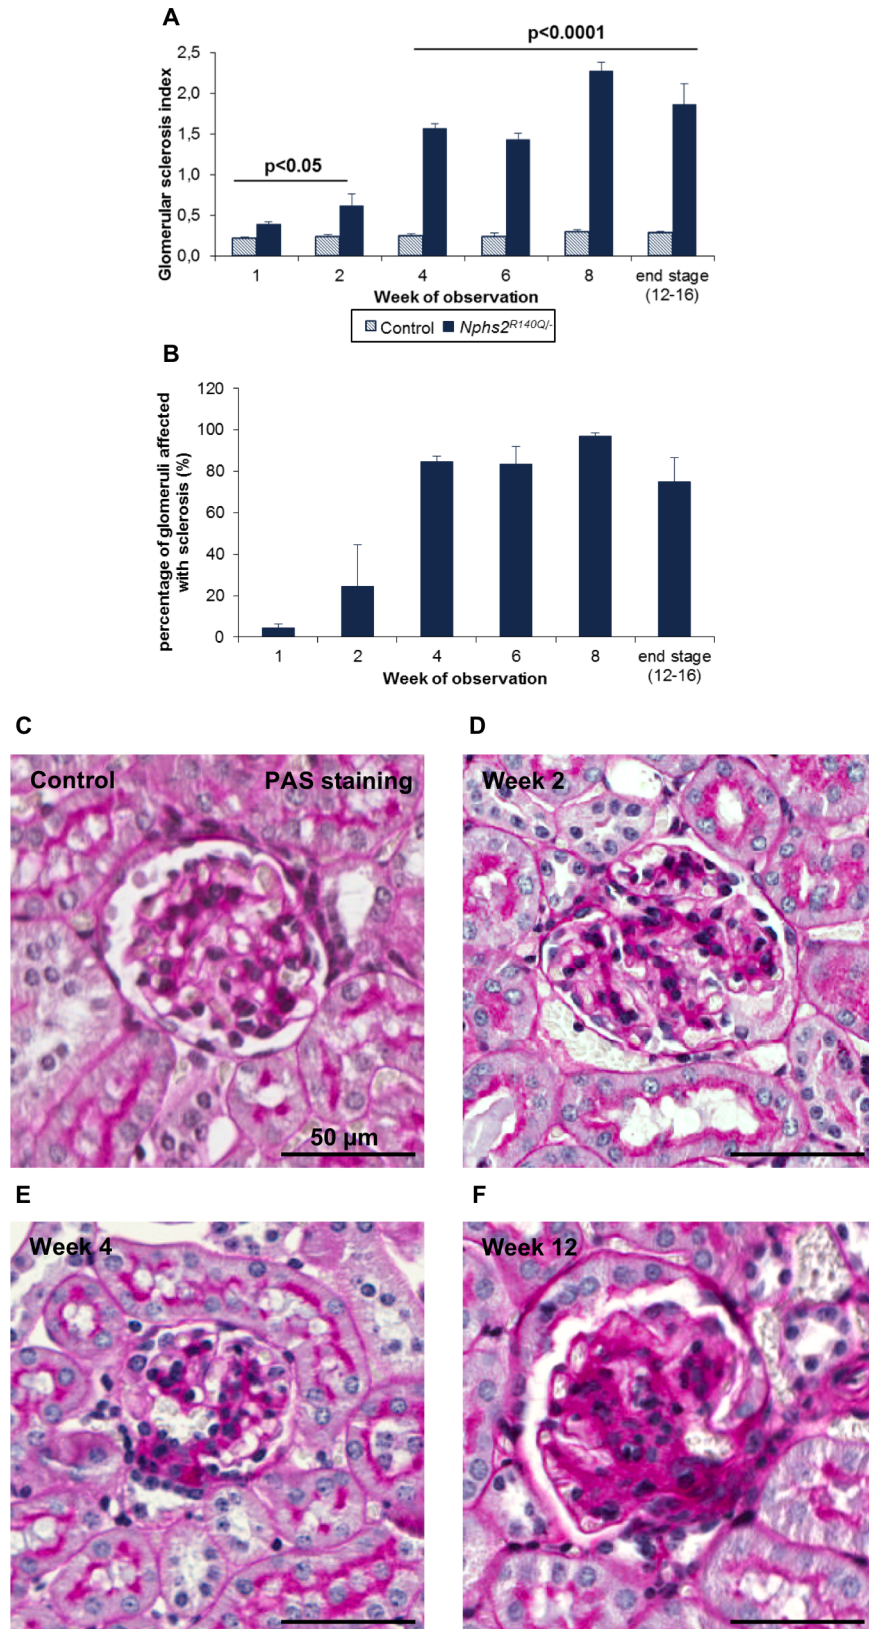 A
p<0.0001
2,5
2,0
1,5
1,0
0,5
0,0
p<0.05
Glomerular sclerosis index
1 2 4 6 8 end stage
(12-16)
Week of observation
Control Nphs2R140Q/-
B
120
100
80
60
40
20
0
percentage of glomeruli affected
with sclerosis (%)
1 2 4 6 8 end stage
(12-16)
Week of observation
C
Control PAS staining
50 µm
D
Week 2
E
Week 4
F
Week 12